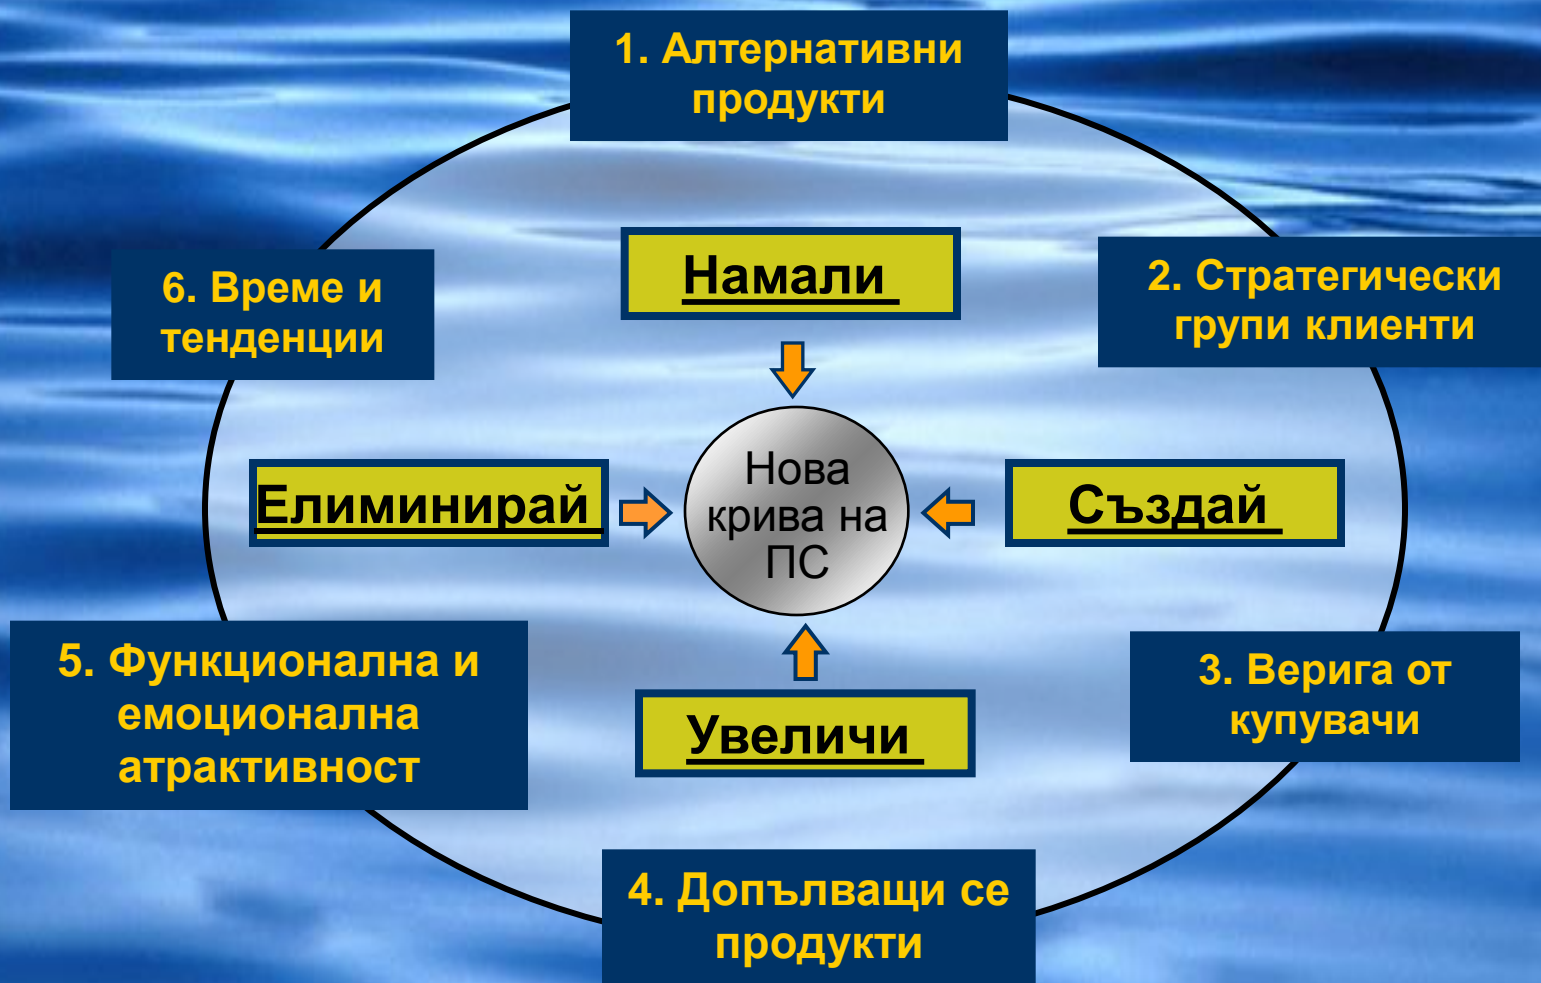 1. Алтернативни
продукти
6. Време и
тенденции
Намали
2. Стратегически
групи клиенти
Елиминирай
Нова
крива на
ПС
Създай
5. Функционална и
емоционална
атрактивност
Увеличи
3. Верига от
купувачи
4. Допълващи се
продукти